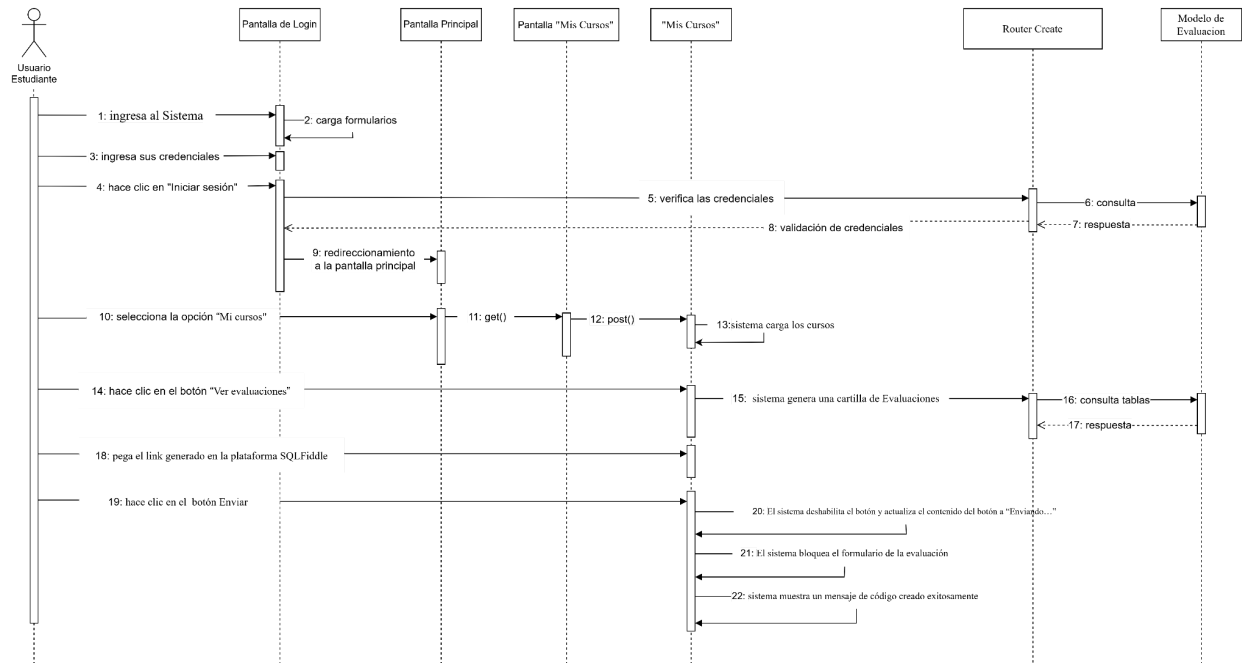 Usuario
Estudiante
Pantalla de Login
Pantalla Principal
Pantalla "Mis Cursos"
"Mis Cursos"
Router Create
Modelo de
Evaluacion
1: ingresa al Sistema
2: carga formularios
3: ingresa sus credenciales
4: hace clic en "Iniciar sesión"
5: verifica las credenciales
6: consulta
7: respuesta
8: validación de credenciales
9: redireccionamiento
a la pantalla principal
10: selecciona la opción "Mi cursos"
11: get()
12: post()
13:sistema carga los cursos
14: hace clic en el botón "Ver evaluaciones"
15: sistema genera una cartilla de Evaluaciones
16: consulta tablas
17: respuesta
18: pega el link generado en la plataforma SQLFiddle
19: hace clic en el botón Enviar
20: El sistema deshabilita el botón y actualiza el contenido del botón a “Enviando…”
21: El sistema bloquea el formulario de la evaluación
22: sistema muestra un mensaje de código creado exitosamente